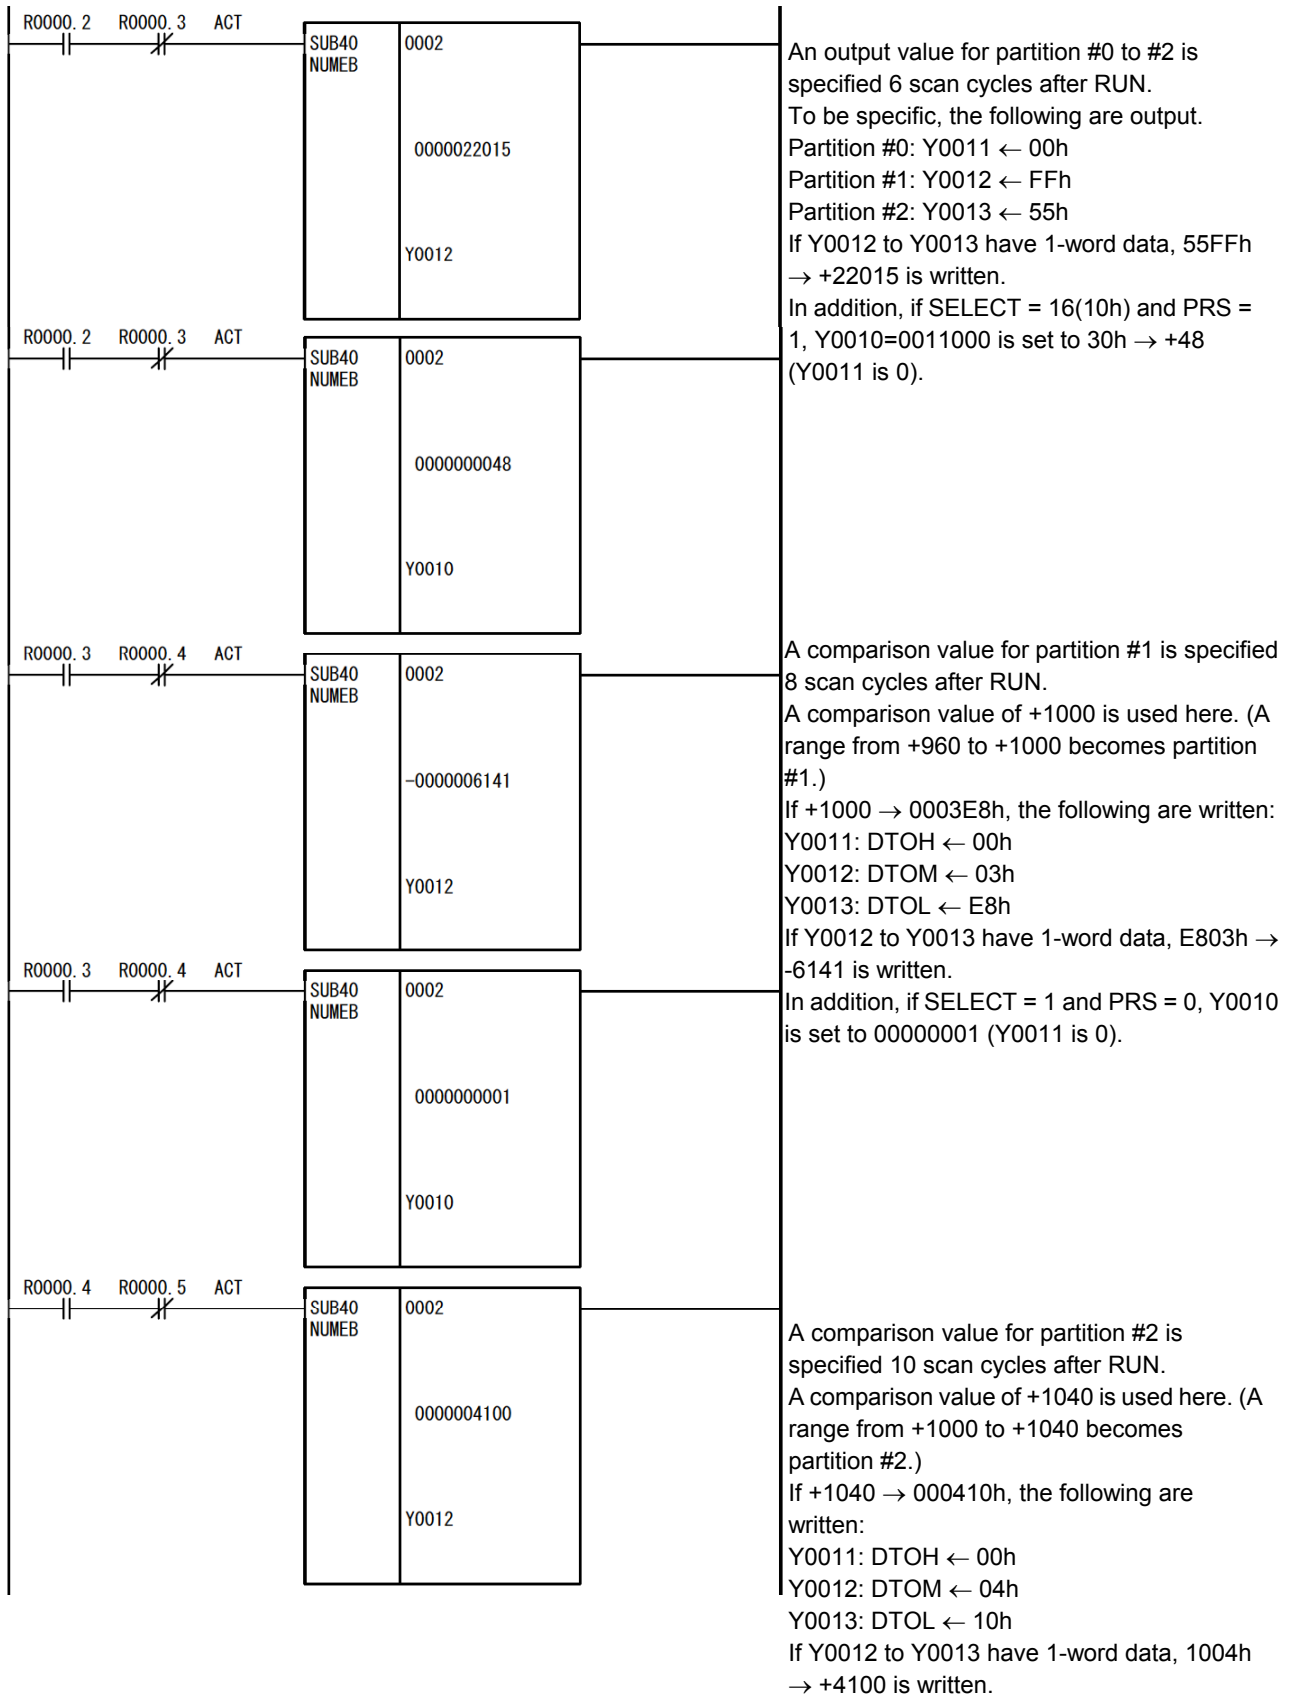 R0000. 2 R0000. 3 ACT
SUB40 0002
NUMEB
0000022015
Y0012
An output value for partition #0 to #2 is
specified 6 scan cycles after RUN.
To be specific, the following are output.
Partition #0: Y0011 ← 00h
Partition #1: Y0012 ← FFh
Partition #2: Y0013 ← 55h
If Y0012 to Y0013 have 1-word data, 55FFh
→ +22015 is written.
In addition, if SELECT = 16(10h) and PRS =
1, Y0010=0011000 is set to 30h → +48
(Y0011 is 0).
R0000. 2 R0000. 3 ACT
SUB40 0002
NUMEB
0000000048
Y0010
R0000. 3 R0000. 4 ACT
SUB40 0002
NUMEB
-0000006141
Y0012
A comparison value for partition #1 is specified
8 scan cycles after RUN.
A comparison value of +1000 is used here. (A
range from +960 to +1000 becomes partition
#1.)
If +1000 → 0003E8h, the following are written:
Y0011: DTOH ← 00h
Y0012: DTOM ← 03h
Y0013: DTOL ← E8h
If Y0012 to Y0013 have 1-word data, E803h →
-6141 is written.
In addition, if SELECT = 1 and PRS = 0, Y0010
is set to 00000001 (Y0011 is 0).
R0000. 3 R0000. 4 ACT
SUB40 0002
NUMEB
0000000001
Y0010
R0000. 4 R0000. 5 ACT
SUB40 0002
NUMEB
0000004100
Y0012
A comparison value for partition #2 is
specified 10 scan cycles after RUN.
A comparison value of +1040 is used here. (A
range from +1000 to +1040 becomes
partition #2.)
If +1040 → 000410h, the following are
written:
Y0011: DTOH ← 00h
Y0012: DTOM ← 04h
Y0013: DTOL ← 10h
If Y0012 to Y0013 have 1-word data, 1004h
→ +4100 is written.